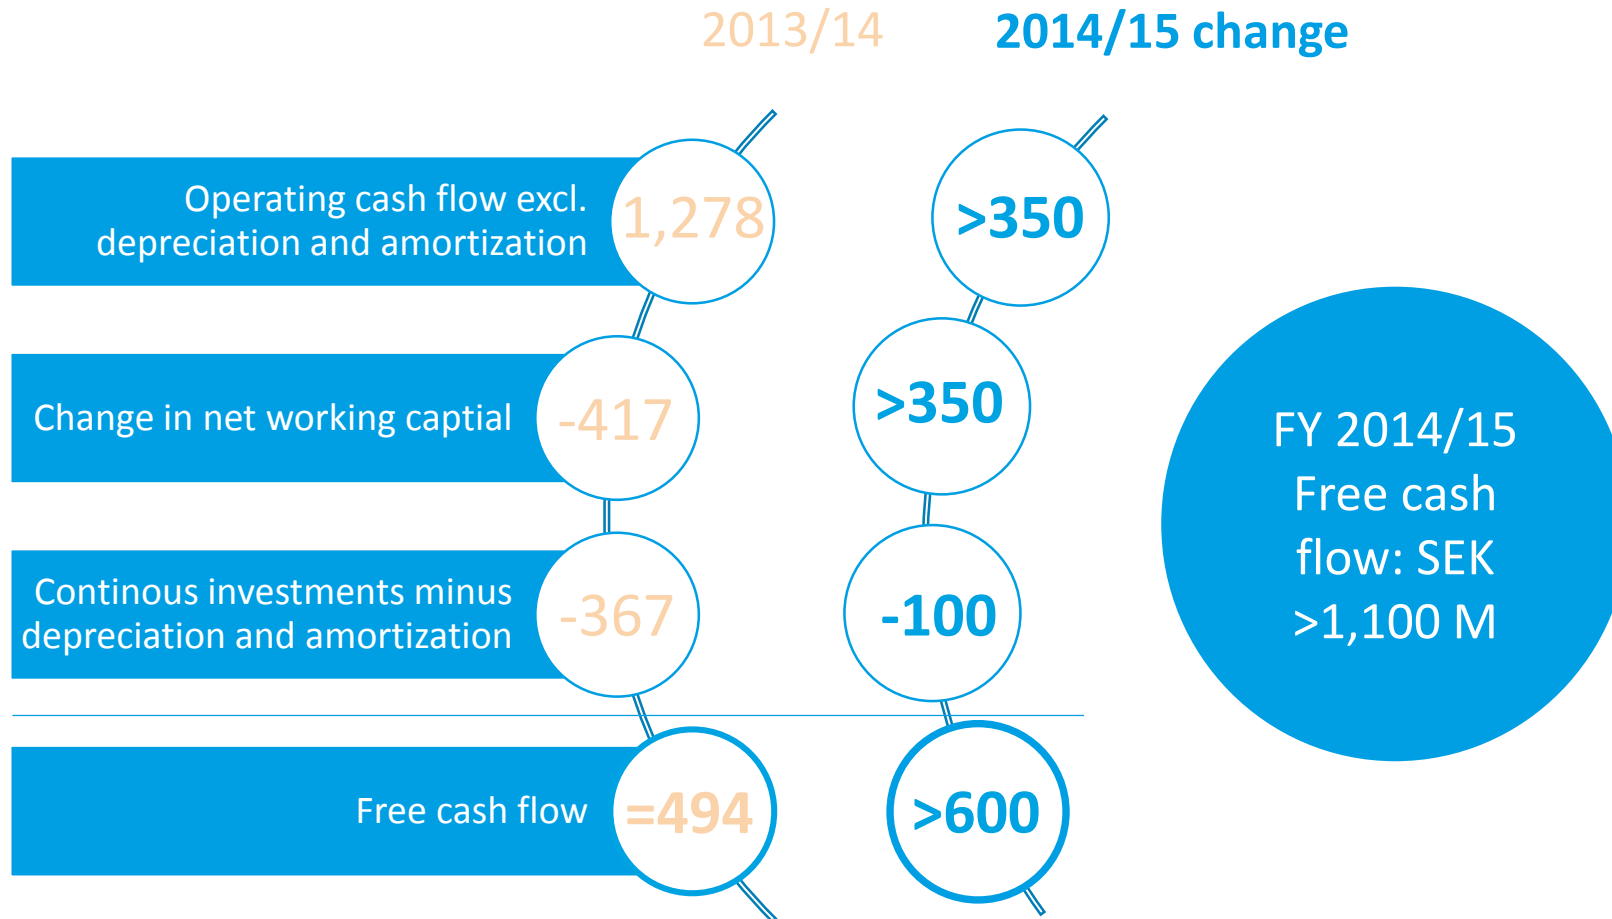 2013/14 2014/15 change
Operating cash flow excl.
depreciation and amortization
1,278
>350
Change in net working captial
-417
>350
Continous investments minus
depreciation and amortization
-367
-100
Free cash flow
=494
>600
FY 2014/15
Free cash
flow: SEK
>1,100 M